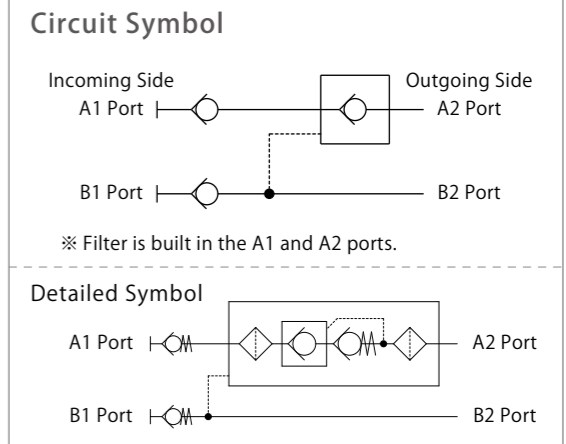 Circuit Symbol
Incoming Side
Outgoing Side
A1 Port
A2 Port
B1 Port
B2 Port
※ Filter is built in the A1 and A2 ports.
Detailed Symbol
A1 Port
A2 Port
B1 Port
B2 Port